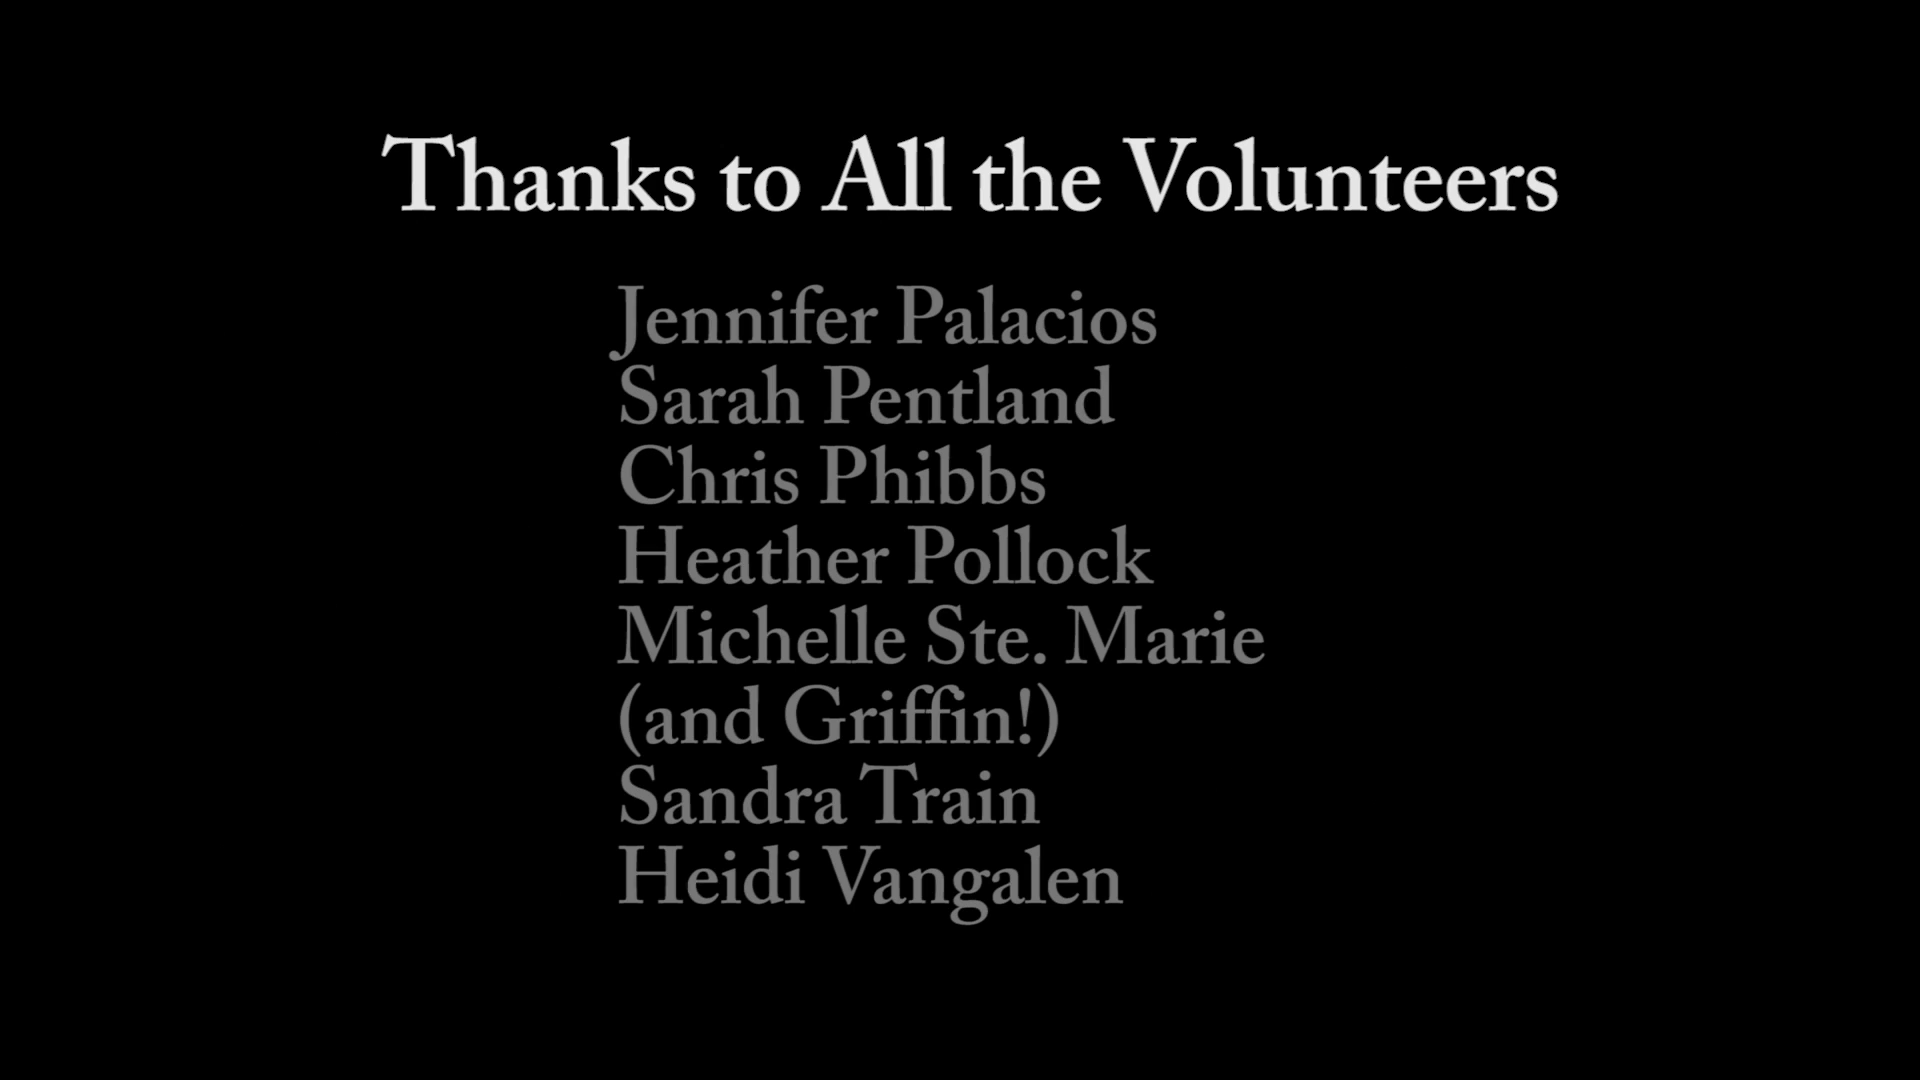 Thanks to All the Volunteers
Jennifer Palacios
Sarah Pentland
Chris Phibbs
Heather Pollock
Michelle Ste. Marie
(and Griffin!)
Sandra Train
Heidi Vangalen